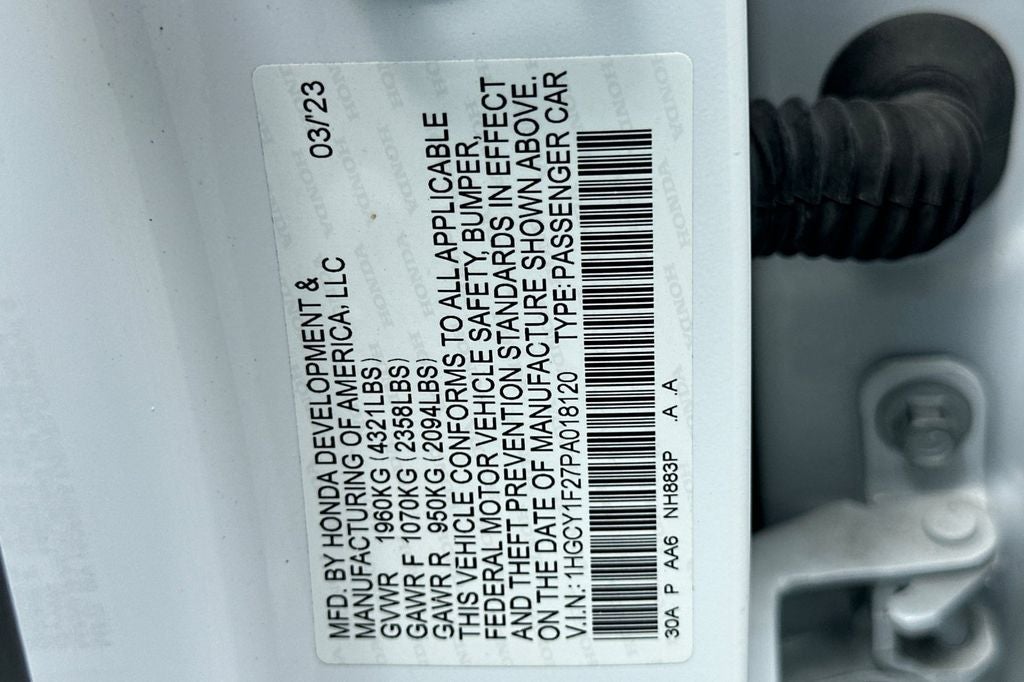 MFD. BY HONDA DEVELOPMENT & 03/'23
MANUFACTURING OF AMERICA, LLC
GVWR 1960KG (4321LBS)
GAWR F 1070KG (2358LBS)
GAWR R 950KG (2094LBS)
THIS VEHICLE CONFORMS TO ALL APPLICABLE
FEDERAL MOTOR VEHICLE SAFETY, BUMPER,
AND THEFT PREVENTION STANDARDS IN EFFECT
ON THE DATE OF MANUFACTURE SHOWN ABOVE.
V.I.N.: 1HGCY1F27PA018120 TYPE: PASSENGER CAR
30A P AA6 NH883P .A .A